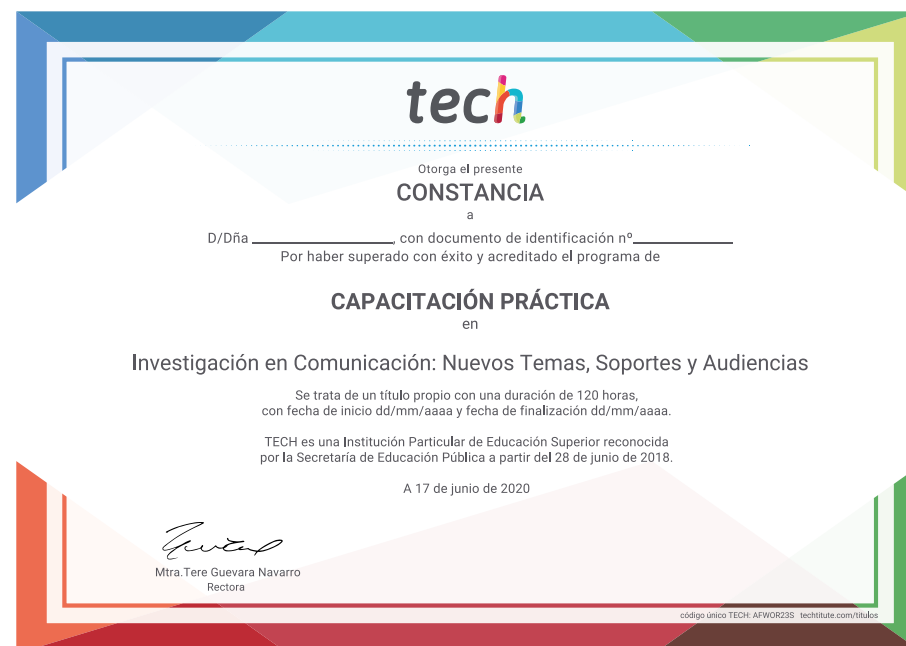 tech
Otorga el presente
CONSTANCIA
a
D/Dña ____________________, con documento de identificación nº______________
Por haber superado con éxito y acreditado el programa de
CAPACITACIÓN PRÁCTICA
en
Investigación en Comunicación: Nuevos Temas, Soportes y Audiencias
Se trata de un título propio con una duración de 120 horas,
con fecha de inicio dd/mm/aaaa y fecha de finalización dd/mm/aaaa.
TECH es una Institución Particular de Educación Superior reconocida
por la Secretaría de Educación Pública a partir del 28 de junio de 2018.
A 17 de junio de 2020
Mtra.Tere Guevara Navarro
Rectora
código único TECH: AFWOR23S techtitute.com/títulos